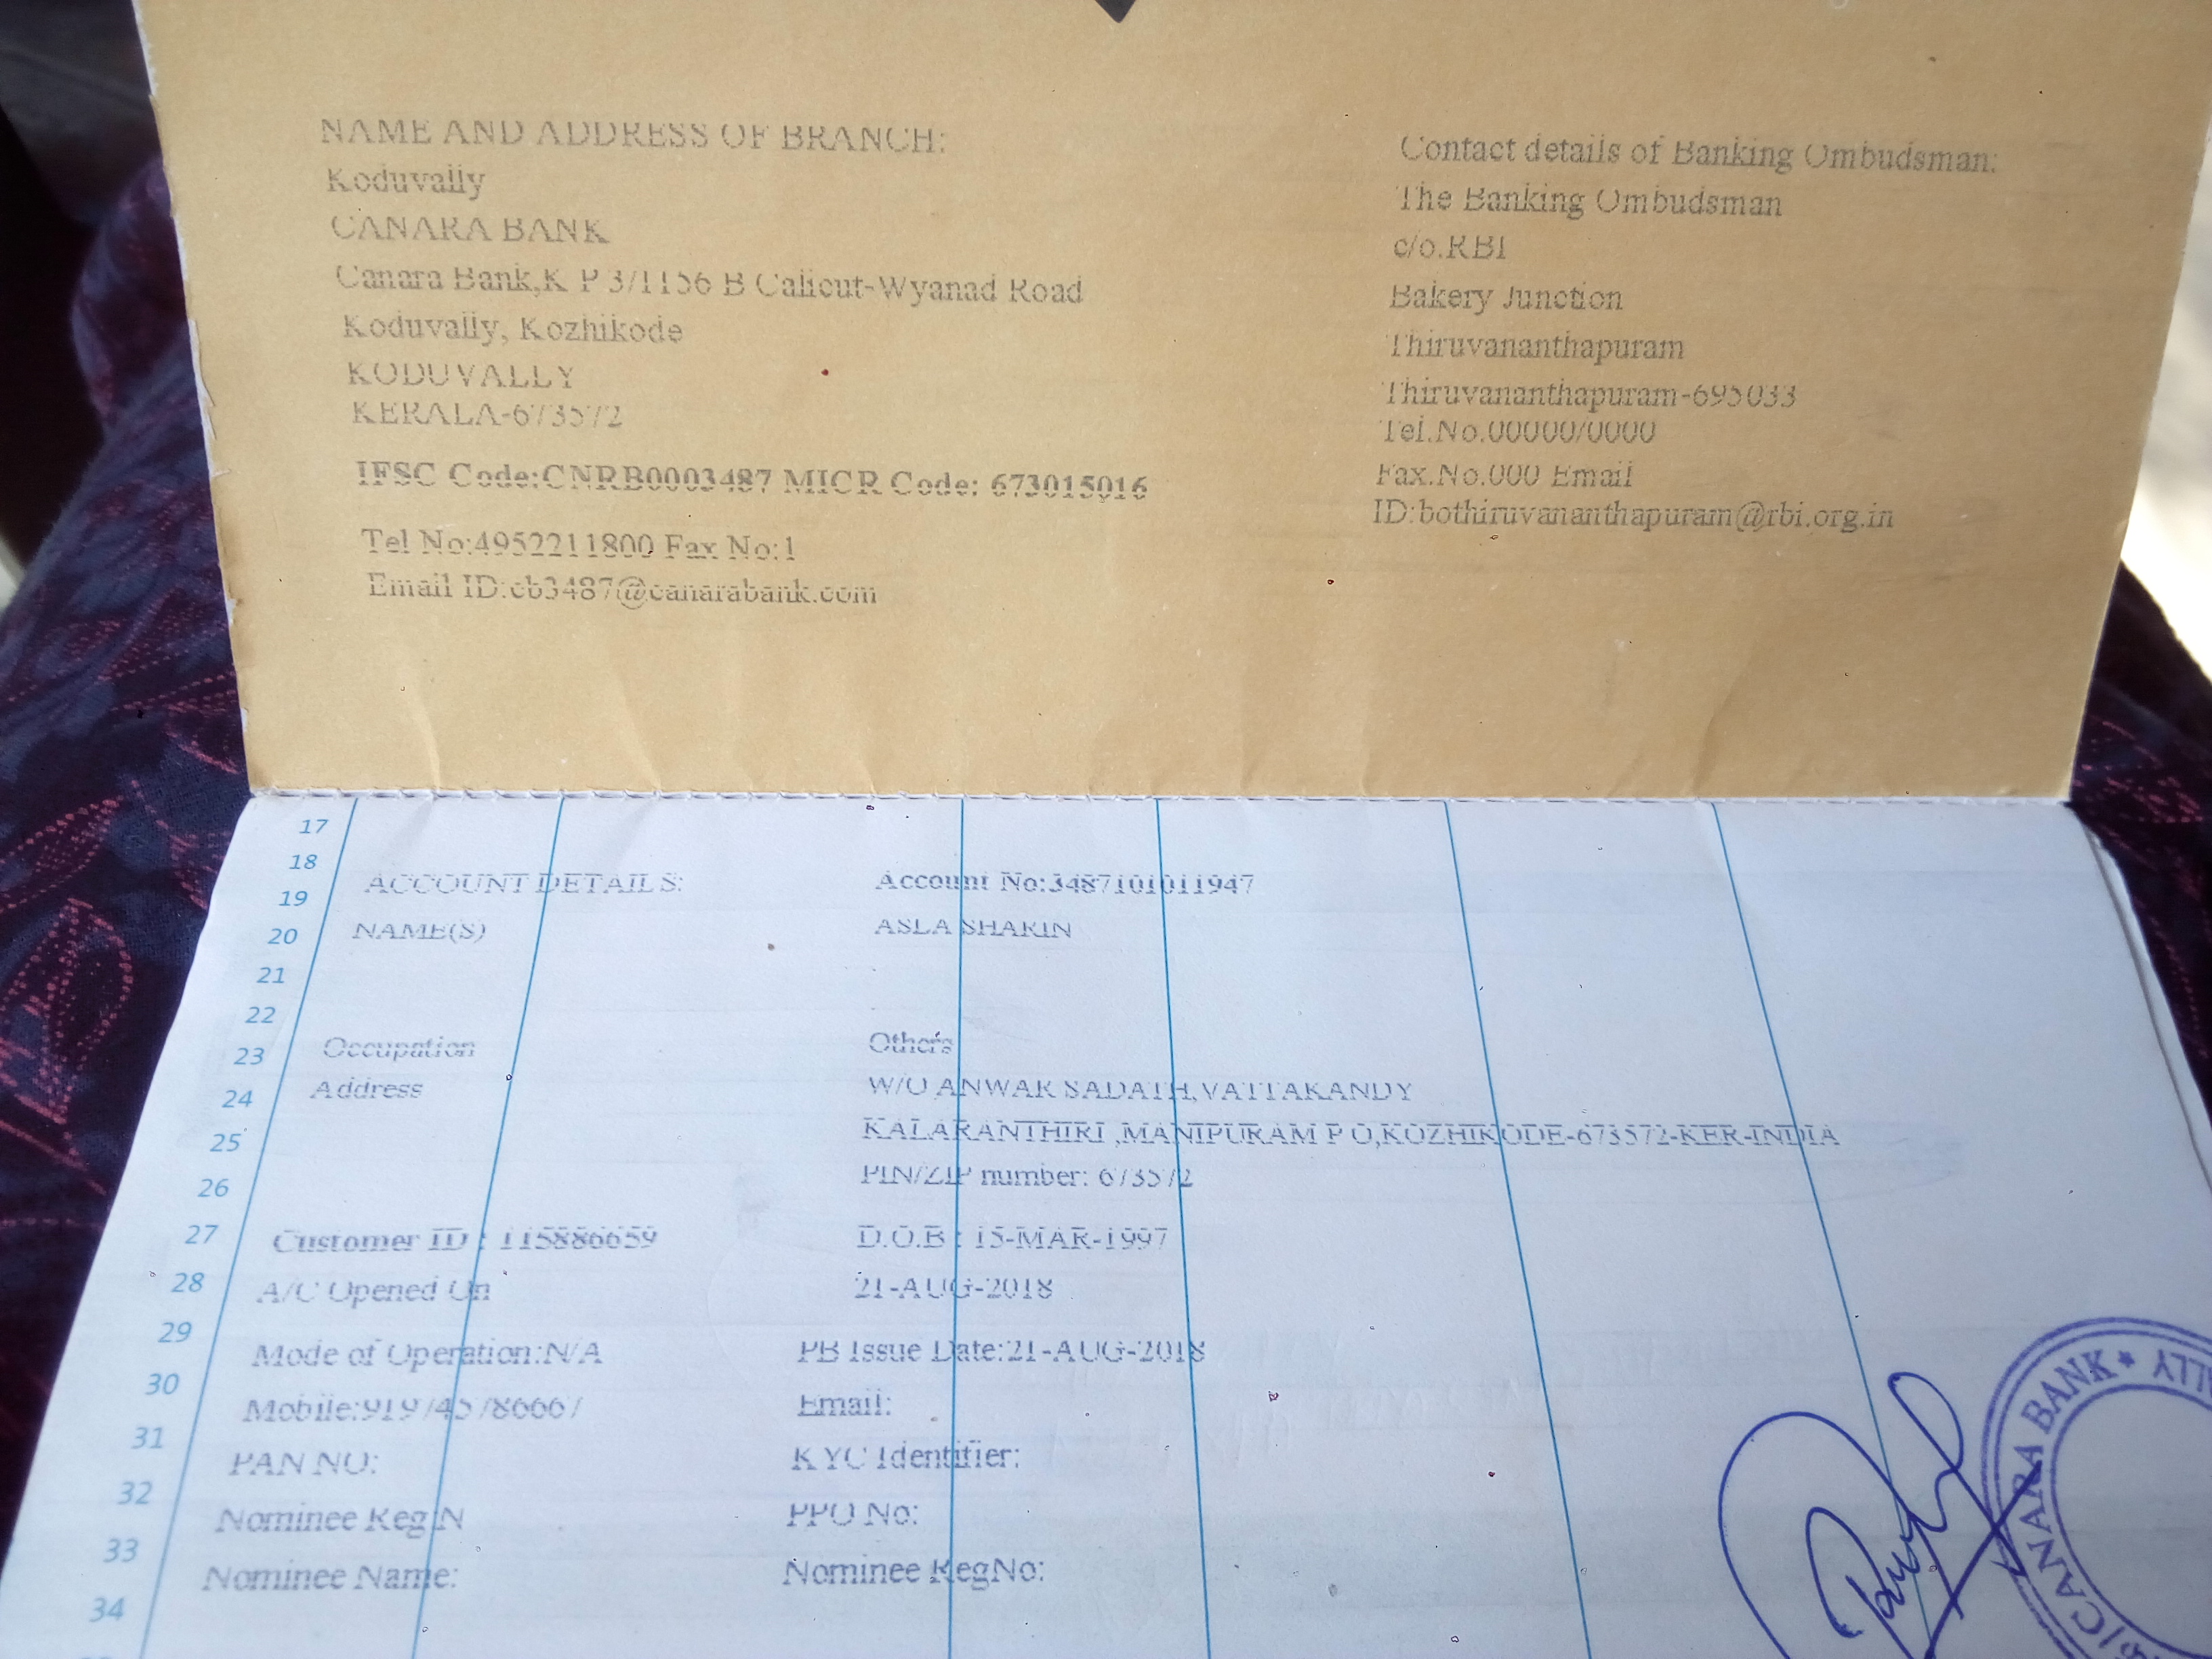 NAME AND ADDRESS OF BRANCH:
Koduvally
CANARA BANK
Canara Bank,K P 3/1156 B Calicut-Wyanad Road
Koduvally, Kozhikode
KODUVALLY
KERALA-673572
IFSC Code:CNRB0003487 MICR Code: 673015016
Tel No:4952211800 Fax No:1
Email ID:cb3487@canarabank.com
Contact details of Banking Ombudsman:
The Banking Ombudsman
c/o.RBI
Bakery Junction
Thiruvananthapuram
Thiruvananthapuram-695033
Tel.No.00000/0000
Fax.No.000 Email
ID:bothiruvananthapuram@rbi.org.in
17
18
19 ACCOUNT DETAILS: Account No:3487101011947
20 NAME(S) ASLA SHARIN
21
22
23 Occupation Others
24 Address W/O ANWAR SADATH,VATTAKANDY
25 KALARANTHIRI ,MANIPURAM P O,KOZHIKODE-673572-KER-INDIA
26 PIN/ZIP number: 673572
27 Customer ID : 115886659 D.O.B : 15-MAR-1997
28 A/C Opened On 21-AUG-2018
29 Mode of Operation:N/A PB Issue Date:21-AUG-2018
30 Mobile:919745786667 Email:
31 PAN NO: KYC Identifier:
32 Nominee Reg N PPO No:
33 Nominee Name: Nominee RegNo:
34
CANARA BANK *